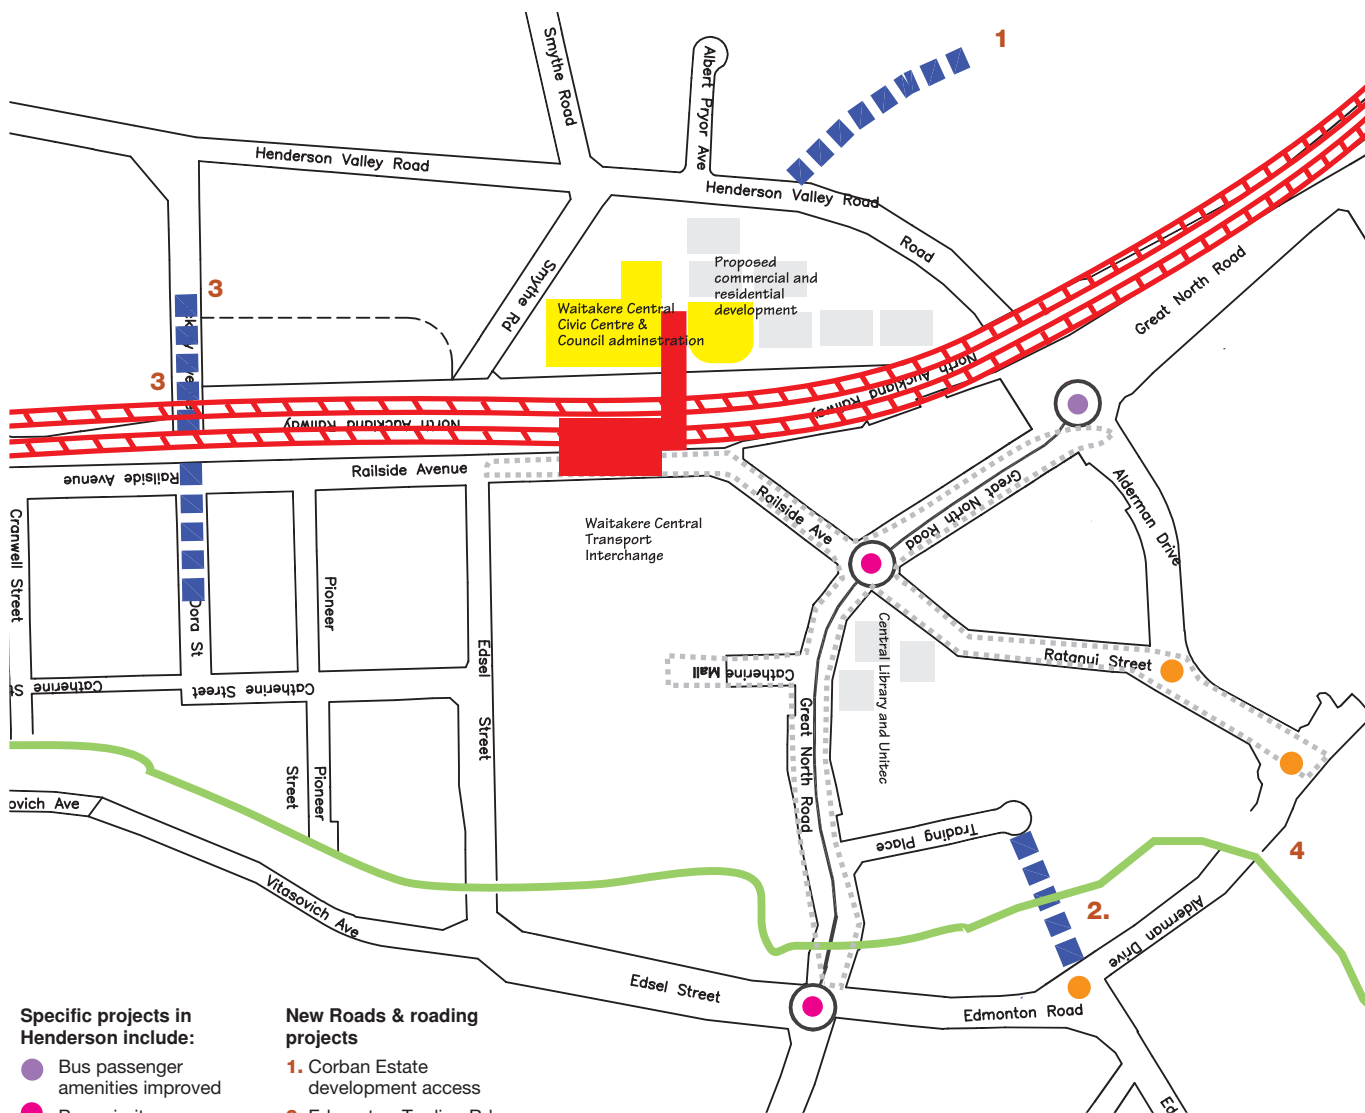 Smythe Road
Albert Pryor Ave
1
Henderson Valley Road
Henderson Valley Road
Road
Smythe Rd
Great North Road
3
3
Proposed
commercial and
residential
development
Waitakere Central
Civic Centre &
Council adminstration
North Auckland Railway
North Auckland Railway
Railside Avenue
Railside Avenue
Railside Ave
Great North Road
Alderman Drive
Waitakere Central
Transport
Interchange
Cranwell Street
Pioneer
Dora St
Edsel Street
Catherine St
Catherine Street
Catherine
Mall
Central Library and Unitec
Ratanui Street
Great North Road
Pioneer
Street
Trading Place
4
2.
Vitasovich Ave
Alderman Drive
Edsel Street
Edmonton Road
Specific projects in
Henderson include:
Bus passenger
amenities improved
New Roads & roading
projects
1. Corban Estate
development access